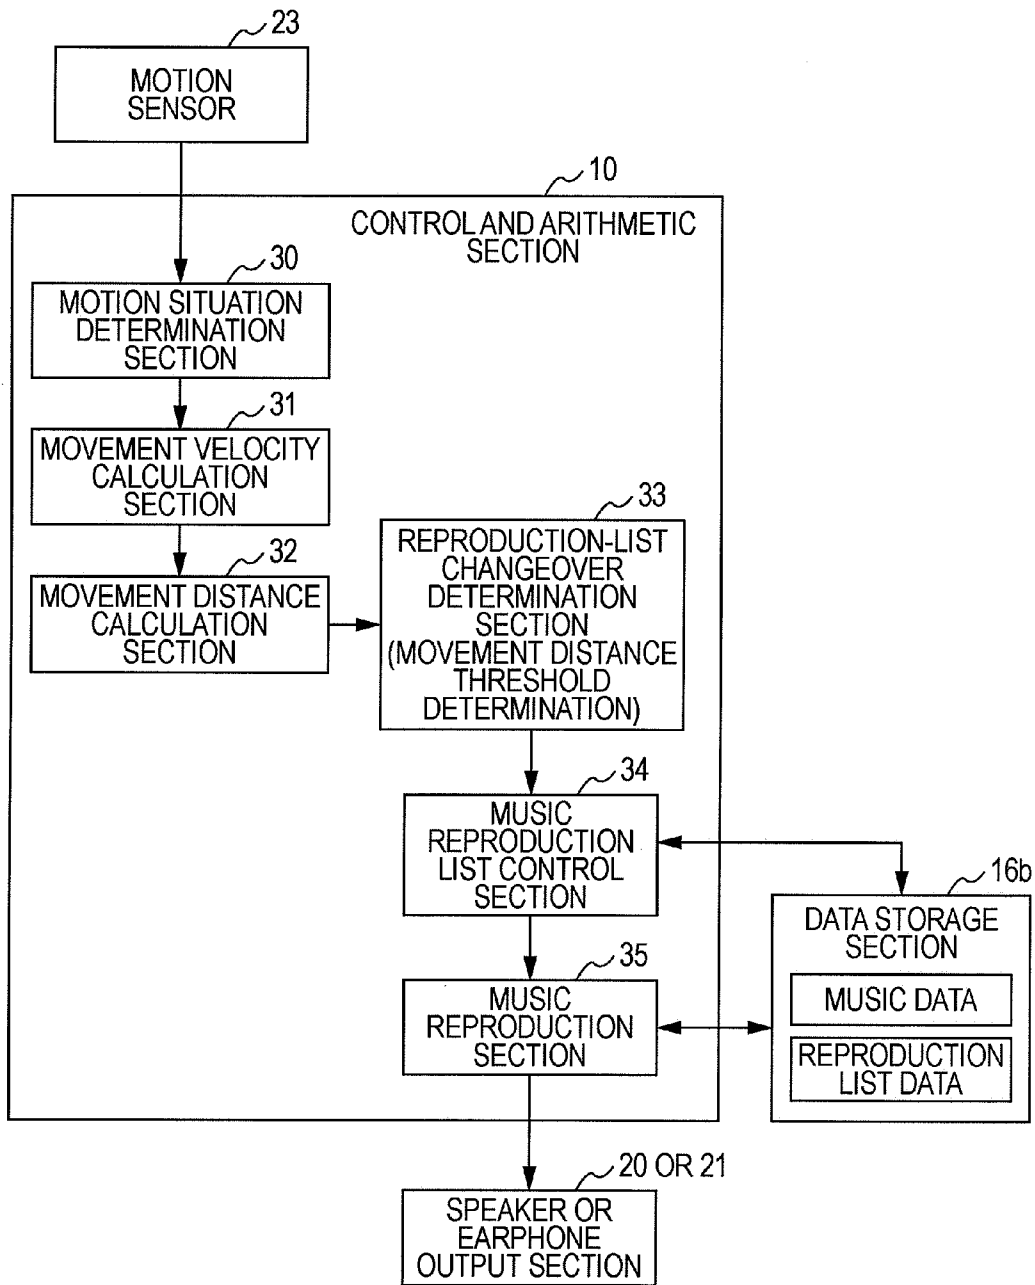 23
MOTION
SENSOR
10
CONTROL AND ARITHMETIC
SECTION
30
MOTION SITUATION
DETERMINATION
SECTION
31
MOVEMENT VELOCITY
CALCULATION
SECTION
32
MOVEMENT DISTANCE
CALCULATION
SECTION
33
REPRODUCTION-LIST
CHANGEOVER
DETERMINATION
SECTION
(MOVEMENT DISTANCE
THRESHOLD
DETERMINATION)
34
MUSIC
REPRODUCTION
LIST CONTROL
SECTION
16b
DATA STORAGE
SECTION
MUSIC DATA
REPRODUCTION
LIST DATA
35
MUSIC
REPRODUCTION
SECTION
20 OR 21
SPEAKER OR
EARPHONE
OUTPUT SECTION